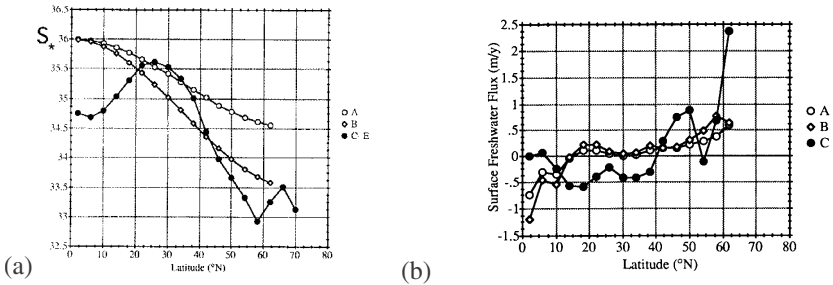 36.5
S*
36
35.5
35
34.5
34
33.5
33
32.5
0 10 20 30 40 50 60 70 80
Latitude (°N)
A
B
C E
(a)
Surface Freshwater Flux (m/y)
2.5
2
1.5
1
.5
0
-.5
-1
-1.5
0 10 20 30 40 50 60 70 80
Latitude (°N)
A
B
C
(b)